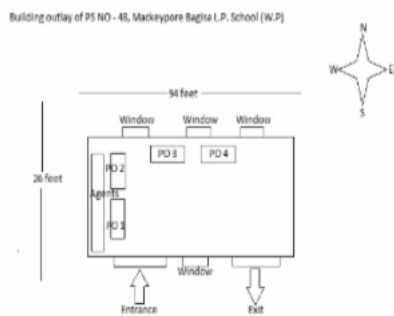 Building outlay of PS NO - 48, Mackeypore Bagisa L.P. School (W.P)
N
W E
S
94 feet
Window Window Window
PO 3 PO 4
26 feet
PO 2
Agents
PO 1
Window
Entrance Exit